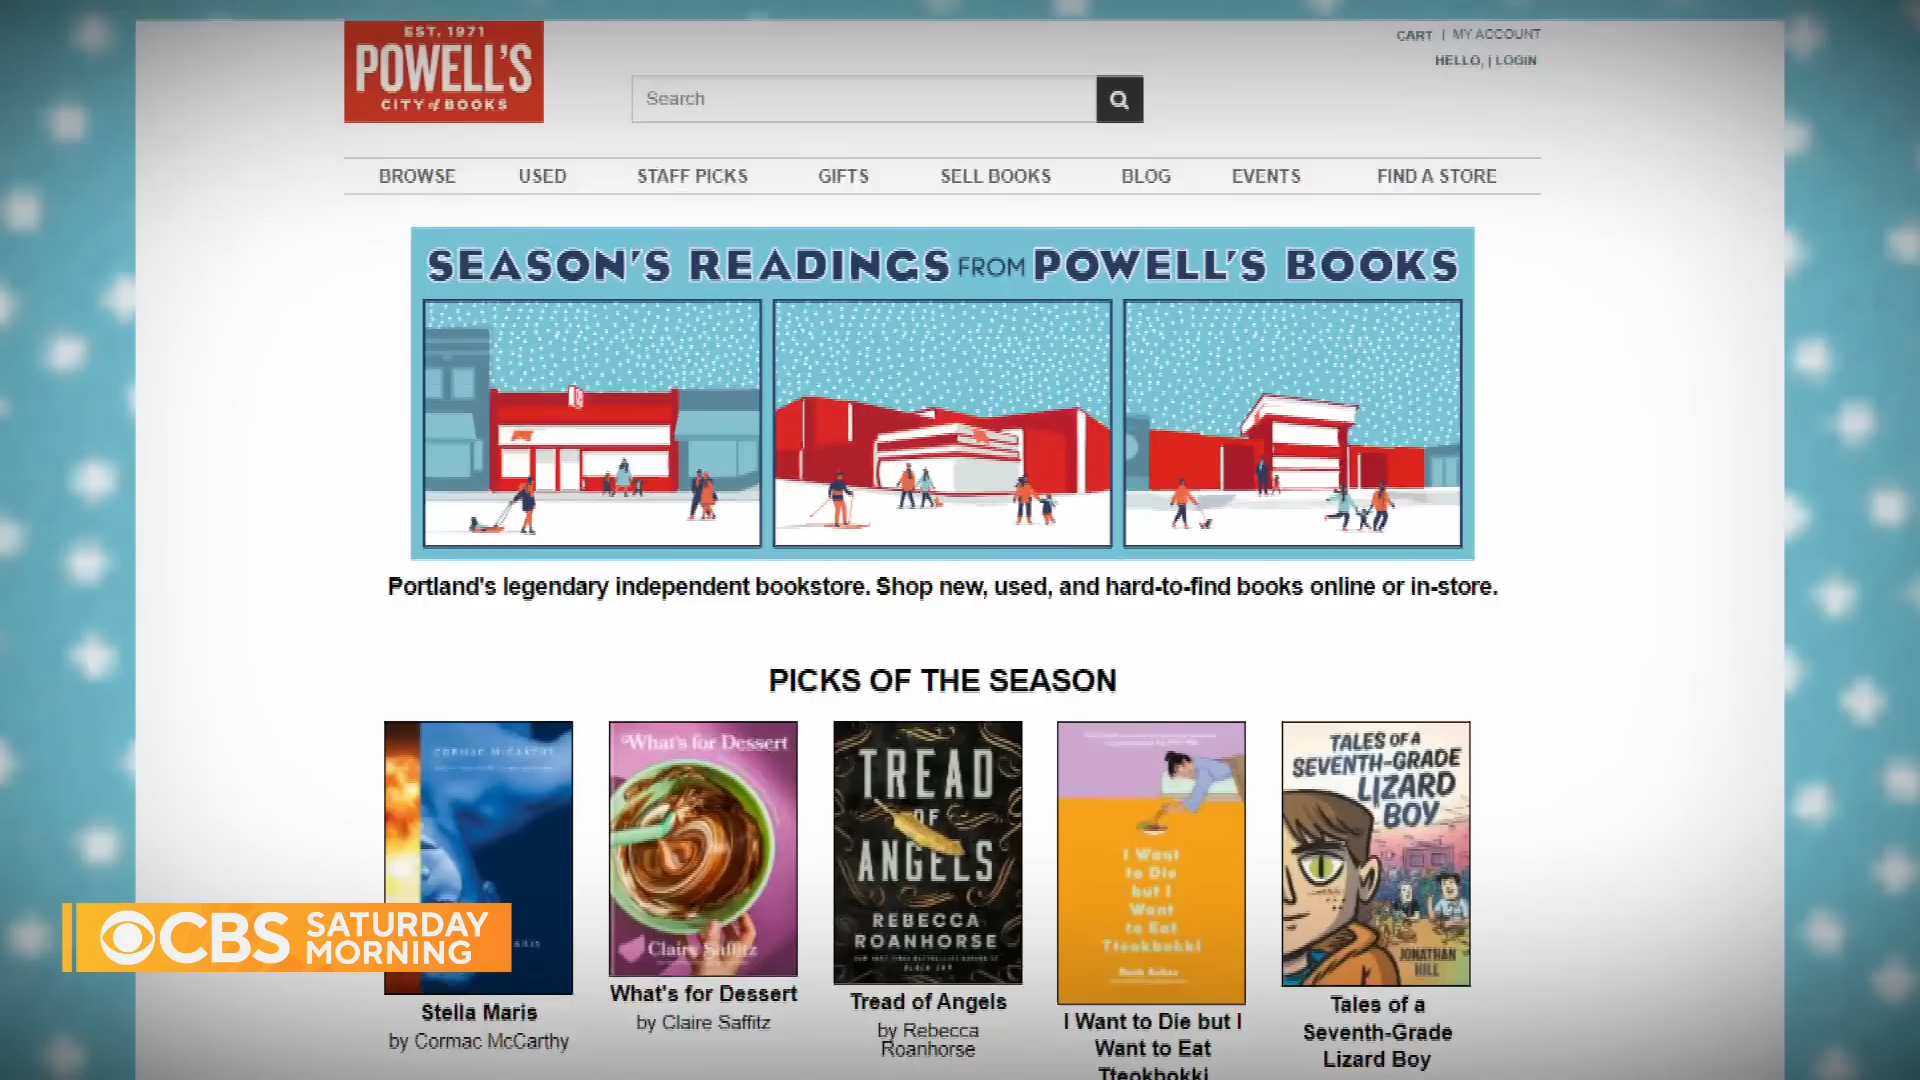 EST. 1971
POWELL'S
CITY of BOOKS
CART | MY ACCOUNT
HELLO, | LOGIN
Search
BROWSE USED STAFF PICKS GIFTS SELL BOOKS BLOG EVENTS FIND A STORE
SEASON'S READINGS FROM POWELL'S BOOKS
Portland's legendary independent bookstore. Shop new, used, and hard-to-find books online or in-store.
PICKS OF THE SEASON
CORMAC McCARTHY
Stella Maris
by Cormac McCarthy
What's for Dessert
Claire Saffitz
What's for Dessert
by Claire Saffitz
TREAD
OF
ANGELS
REBECCA
ROANHORSE
Tread of Angels
by Rebecca
Roanhorse
I Want
to Die
but I
Want
to Eat
Tteokbokki
I Want to Die but I
Want to Eat
Tteokbokki
TALES OF A
SEVENTH-GRADE
LIZARD
BOY
JONATHAN
HILL
Tales of a
Seventh-Grade
Lizard Boy
CBS SATURDAY
MORNING